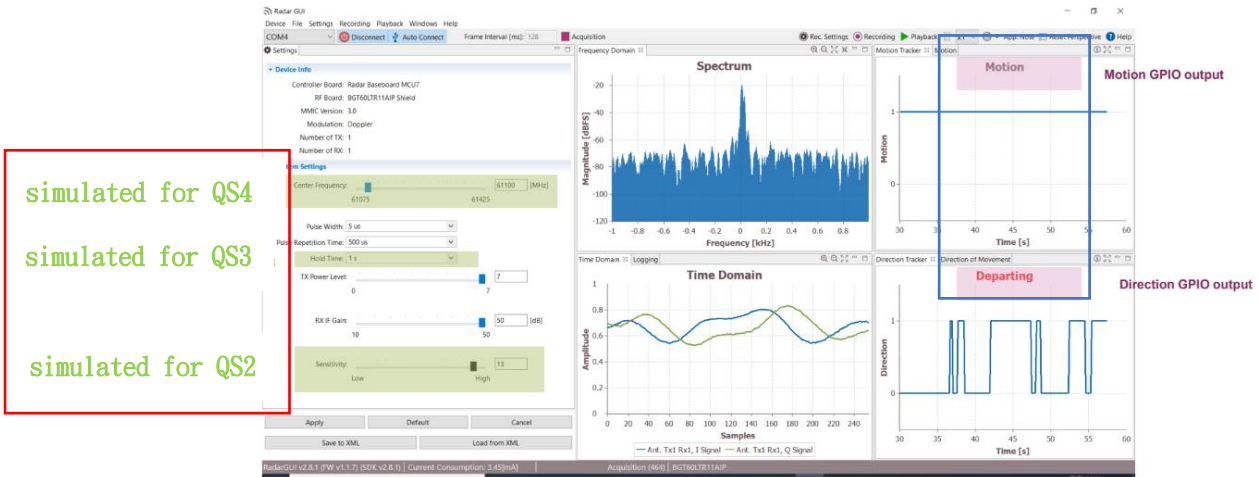 Radar GUI
Device File Settings Recording Playback Windows Help
COM4 Disconnect Auto Connect Frame Interval [ms]: 128 Acquisition Rec. Settings Recording Playback Reset Perspective Help
Settings
Device Info
Controller Board: Radar Baseboard MCU7
RF Board: BGT60LTR11AIP Shield
MMIC Version: 3.0
Modulation: Doppler
Number of TX: 1
Number of RX: 1
Settings
Center Frequency: 61100 [MHz]
61075 61425
Pulse Width: 5 us
Pulse Repetition Time: 500 us
Hold Time: 1 s
TX Power Level: 7
0 7
RX IF Gain: 50 [dB]
10 50
Sensitivity: 13
Low High
Apply Default Cancel
Save to XML Load from XML
simulated for QS4
simulated for QS3
simulated for QS2
Frequency Domain
Spectrum
Magnitude [dBFS]
-20
-40
-60
-80
-100
-120
-1 -0.8 -0.6 -0.4 -0.2 0 0.2 0.4 0.6 0.8
Frequency [kHz]
Motion Tracker Motion
Motion
Motion GPIO output
Motion
1
0
30 35 40 45 50 55 60
Time [s]
Time Domain Logging
Time Domain
Amplitude
1
0.8
0.6
0.4
0.2
0
0 20 40 60 80 100 120 140 160 180 200 220 240
Samples
Ant. Tx1 Rx1, I Signal Ant. Tx1 Rx1, Q Signal
Direction Tracker Direction of Movement
Departing
Direction GPIO output
Direction
1
0
30 35 40 45 50 55 60
Time [s]
RadarGUI v2.8.1 (FW v1.1.7) (SDK v2.8.1) Current Consumption: 3.45[mA] Acquisition (464) BGT60LTR11AIP